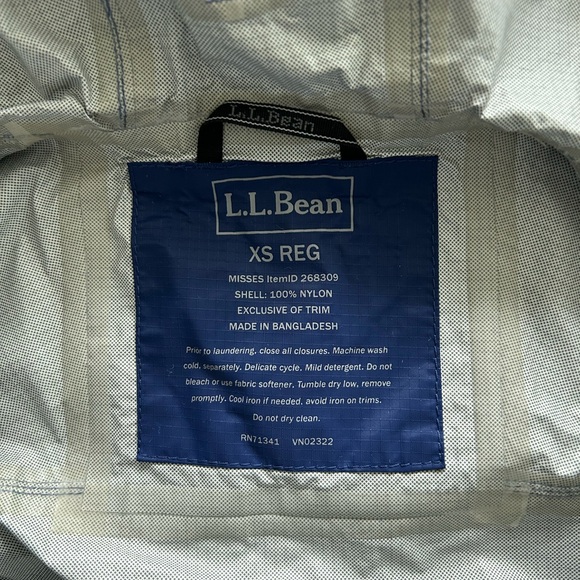 L.L.Bean
L.L.Bean
XS REG
MISSES ItemID 268309
SHELL: 100% NYLON
EXCLUSIVE OF TRIM
MADE IN BANGLADESH
Prior to laundering, close all closures. Machine wash
cold, separately. Delicate cycle. Mild detergent. Do not
bleach or use fabric softener. Tumble dry low, remove
promptly. Cool iron if needed, avoid iron on trims.
Do not dry clean.
RN71341 VN02322